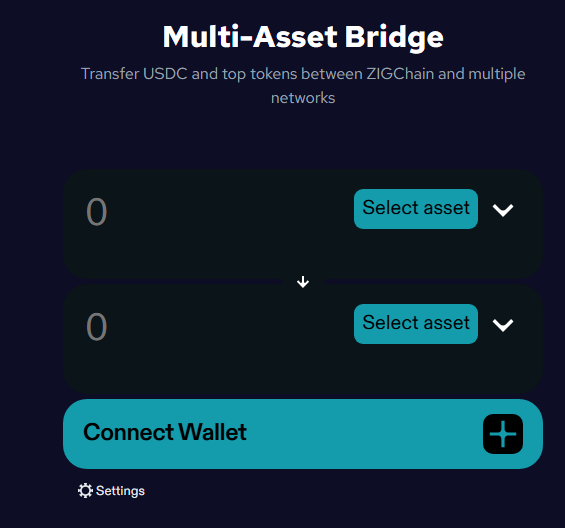 Multi-Asset Bridge
Transfer USDC and top tokens between ZIGChain and multiple
networks
0
Select asset
0
Select asset
Connect Wallet
Settings